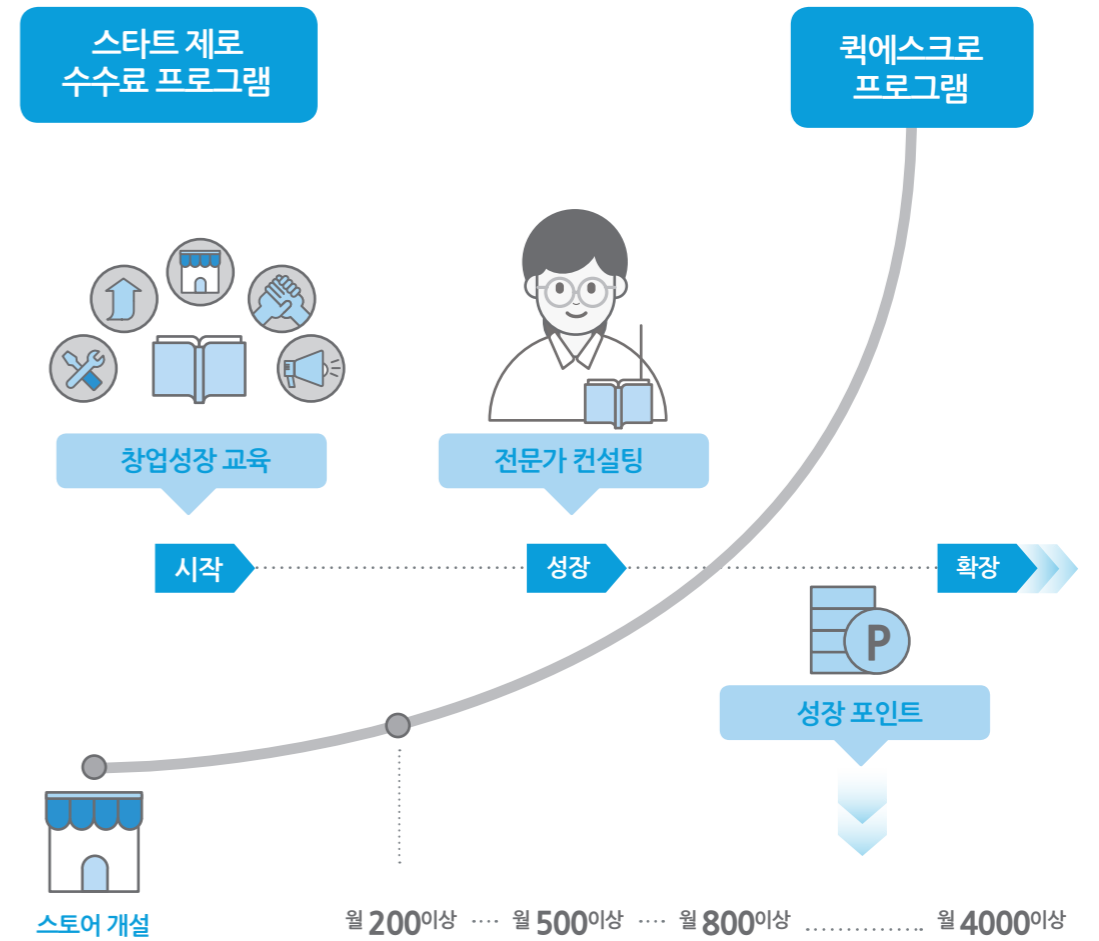 스타트 제로
수수료 프로그램
퀵에스크로
프로그램
창업성장 교육
전문가 컨설팅
시작
성장
확장
P
성장 포인트
스토어 개설
월 200이상 ···· 월 500이상 ···· 월 800이상 .............. 월 4000이상